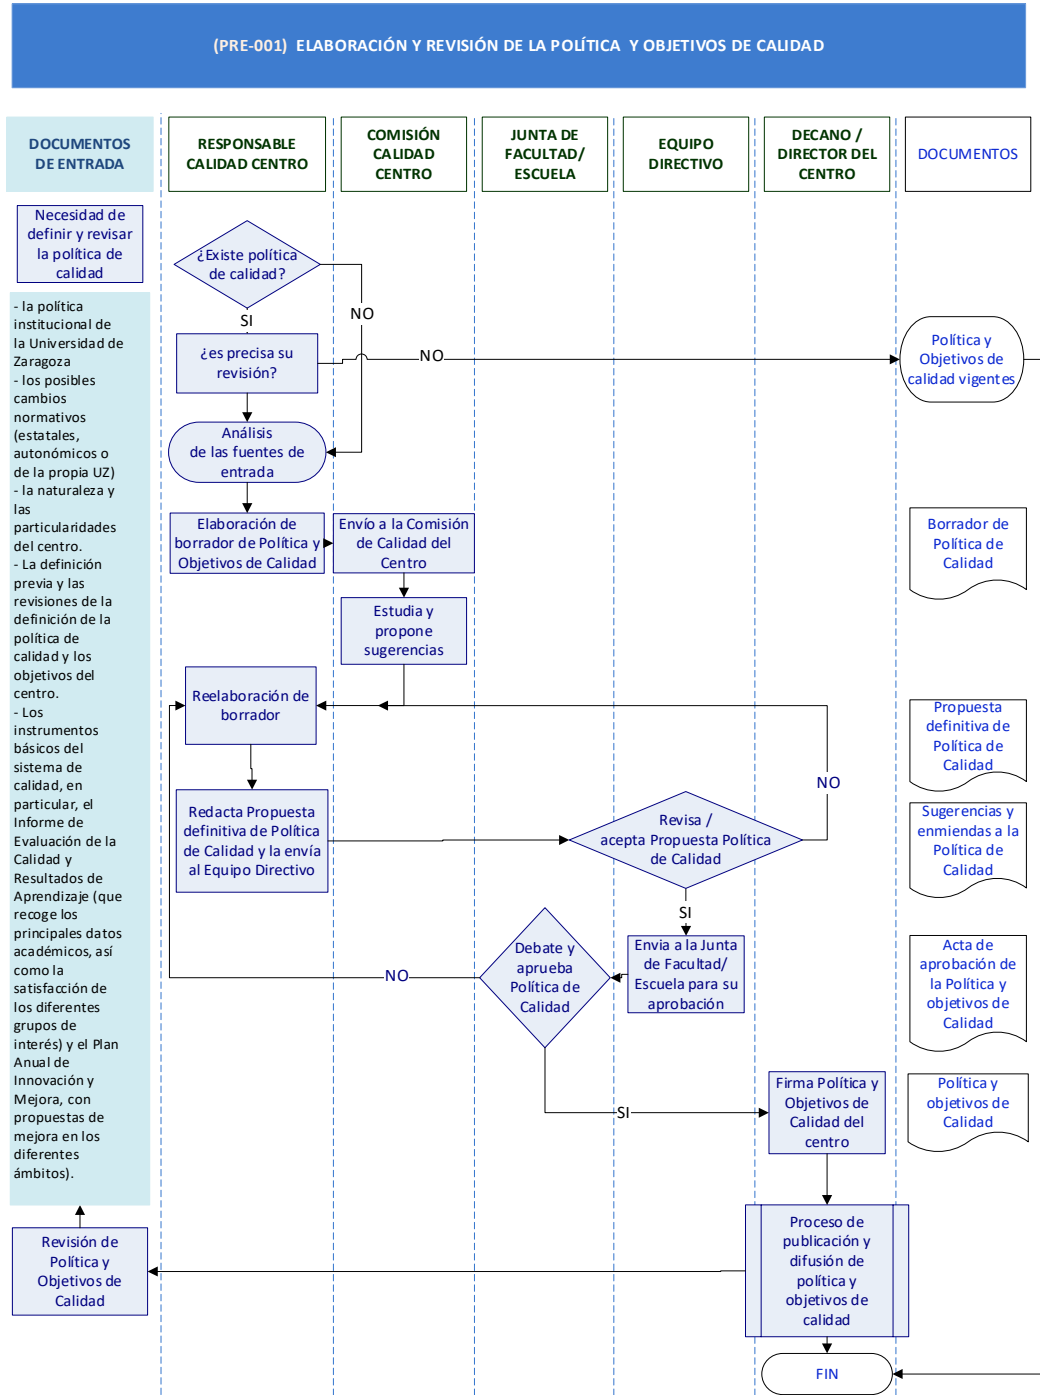 (PRE-001) ELABORACIÓN Y REVISIÓN DE LA POLÍTICA Y OBJETIVOS DE CALIDAD
DOCUMENTOS
DE ENTRADA
RESPONSABLE
CALIDAD CENTRO
COMISIÓN
CALIDAD
CENTRO
JUNTA DE
FACULTAD/
ESCUELA
EQUIPO
DIRECTIVO
DECANO /
DIRECTOR DEL
CENTRO
DOCUMENTOS
Necesidad de
definir y revisar
la política de
calidad
- la política
institucional de
la Universidad de
Zaragoza
- los posibles
cambios
normativos
(estatales,
autonómicos o
de la propia UZ)
- la naturaleza y
las
particularidades
del centro.
- La definición
previa y las
revisiones de la
definición de la
política de
calidad y los
objetivos del
centro.
- Los
instrumentos
básicos del
sistema de
calidad, en
particular, el
Informe de
Evaluación de la
Calidad y
Resultados de
Aprendizaje (que
recoge los
principales datos
académicos, así
como la
satisfacción de
los diferentes
grupos de
interés) y el Plan
Anual de
Innovación y
Mejora, con
propuestas de
mejora en los
diferentes
ámbitos).
Revisión de
Política y
Objetivos de
Calidad
¿Existe política
de calidad?
SI
NO
¿es precisa su
revisión?
NO
Política y
Objetivos de
calidad vigentes
Análisis
de las fuentes de
entrada
Elaboración de
borrador de Política y
Objetivos de Calidad
Envío a la Comisión
de Calidad del
Centro
Borrador de
Política de
Calidad
Estudia y
propone
sugerencias
Reelaboración de
borrador
Propuesta
definitiva de
Política de
Calidad
NO
Redacta Propuesta
definitiva de Política
de Calidad y la envía
al Equipo Directivo
Revisa /
acepta Propuesta Política
de Calidad
Sugerencias y
enmiendas a la
Política de
Calidad
SI
Debate y
aprueba
Política de
Calidad
NO
Envia a la Junta
de Facultad/
Escuela para su
aprobación
Acta de
aprobación de
la Política y
objetivos de
Calidad
SI
Firma Política y
Objetivos de
Calidad del
centro
Política y
objetivos de
Calidad
Proceso de
publicación y
difusión de
política y
objetivos de
calidad
FIN